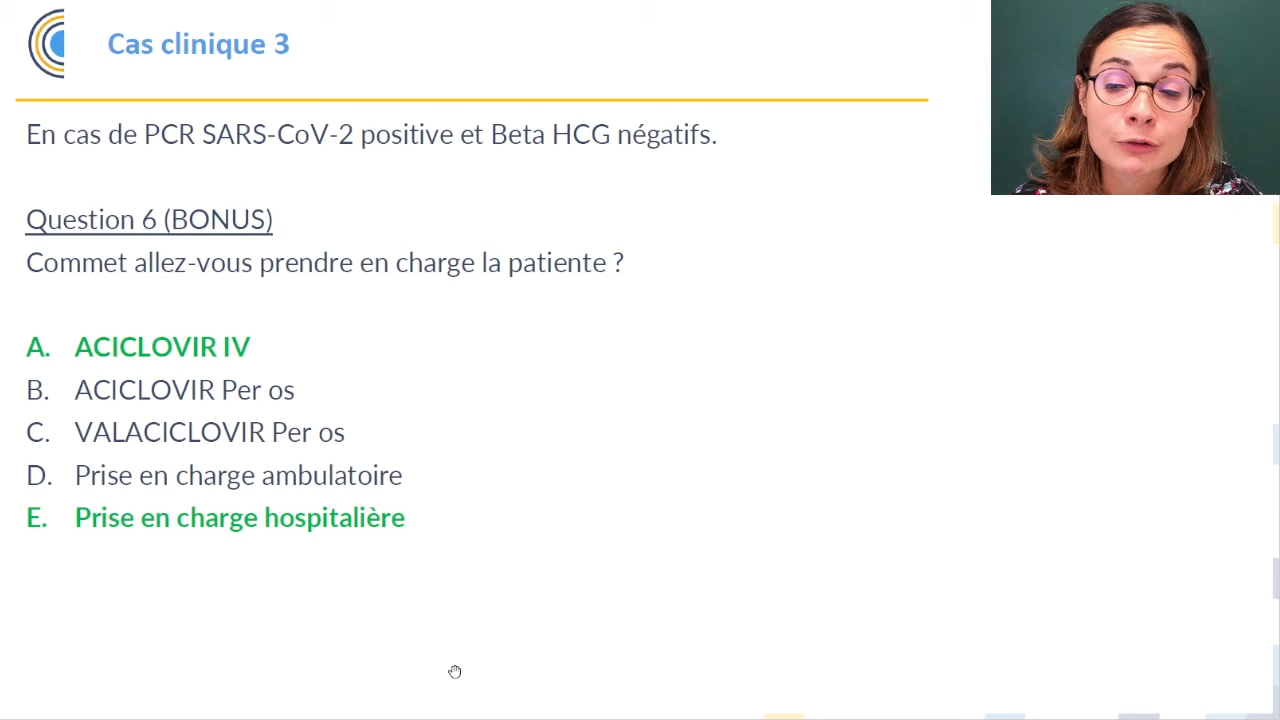 Cas clinique 3
En cas de PCR SARS-CoV-2 positive et Beta HCG négatifs.
Question 6 (BONUS)
Commet allez-vous prendre en charge la patiente ?
A. ACICLOVIR IV
B. ACICLOVIR Per os
C. VALACICLOVIR Per os
D. Prise en charge ambulatoire
E. Prise en charge hospitalière